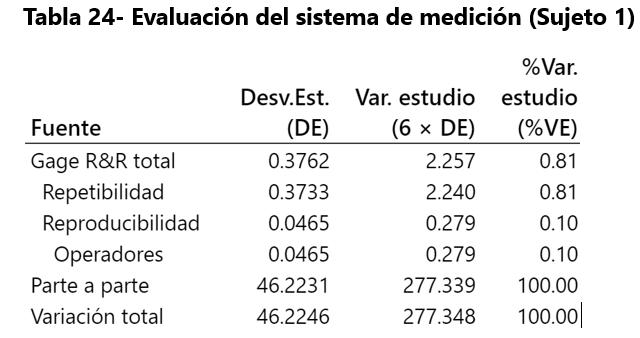 Tabla 24- Evaluación del sistema de medición (Sujeto 1)
%Var.
Desv.Est. Var. estudio estudio
Fuente (DE) (6 × DE) (%VE)
Gage R&R total 0.3762 2.257 0.81
Repetibilidad 0.3733 2.240 0.81
Reproducibilidad 0.0465 0.279 0.10
Operadores 0.0465 0.279 0.10
Parte a parte 46.2231 277.339 100.00
Variación total 46.2246 277.348 100.00